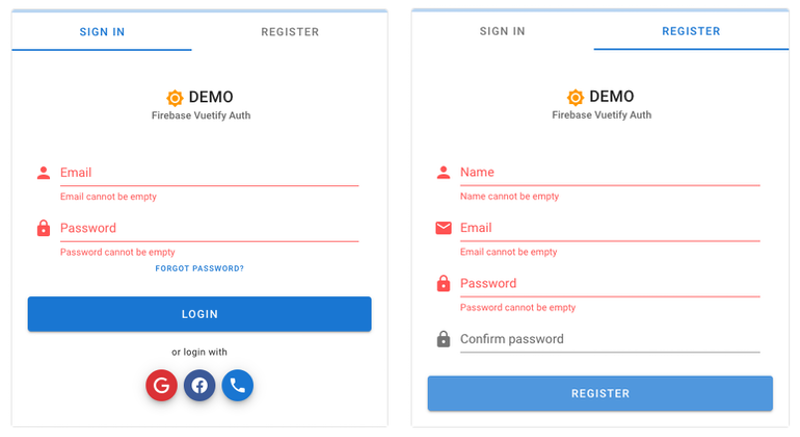 SIGN IN
REGISTER
DEMO
Firebase Vuetify Auth
Email
Email cannot be empty
Password
Password cannot be empty
FORGOT PASSWORD?
LOGIN
or login with
SIGN IN
REGISTER
DEMO
Firebase Vuetify Auth
Name
Name cannot be empty
Email
Email cannot be empty
Password
Password cannot be empty
Confirm password
REGISTER